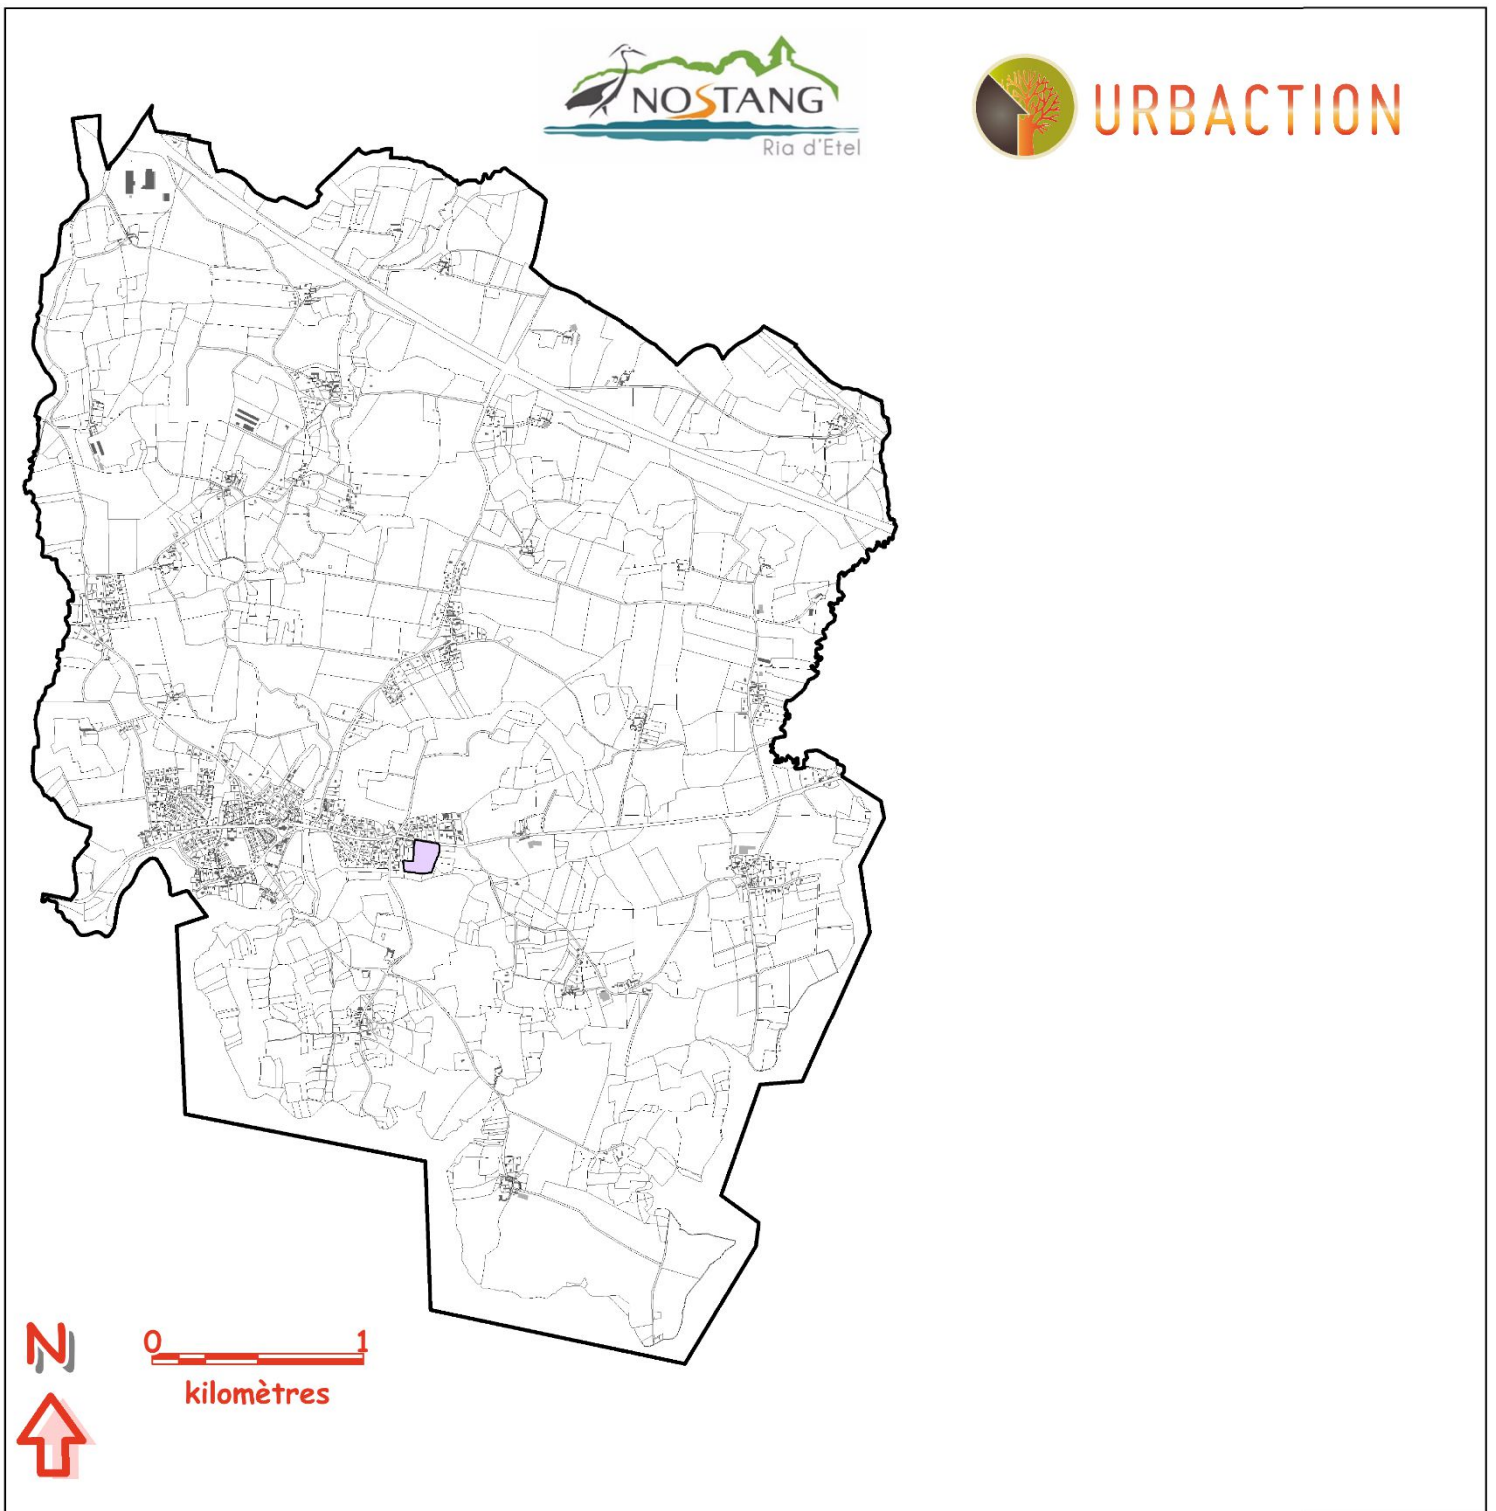 NOSTANG
Ria d'Etel
URBACTION
N
0 1
kilomètres